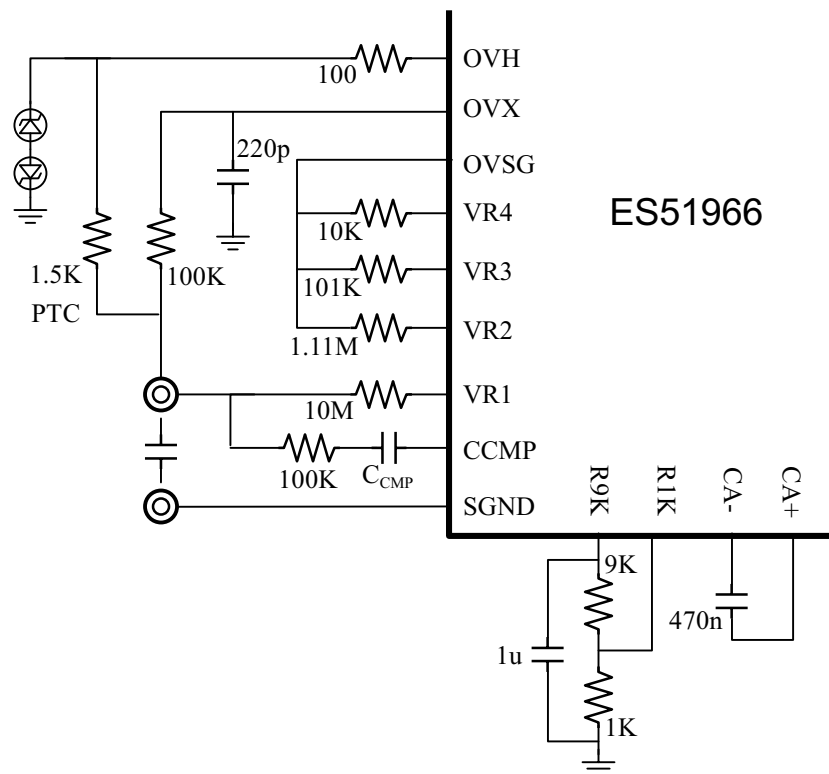 OVH
100
OVX
220p
OVSG
VR4
10K
ES51966
1.5K
PTC
100K
VR3
101K
VR2
1.11M
VR1
10M
CCMP
100K
CCMP
SGND
R9K
R1K
CA-
CA+
9K
470n
1u
1K